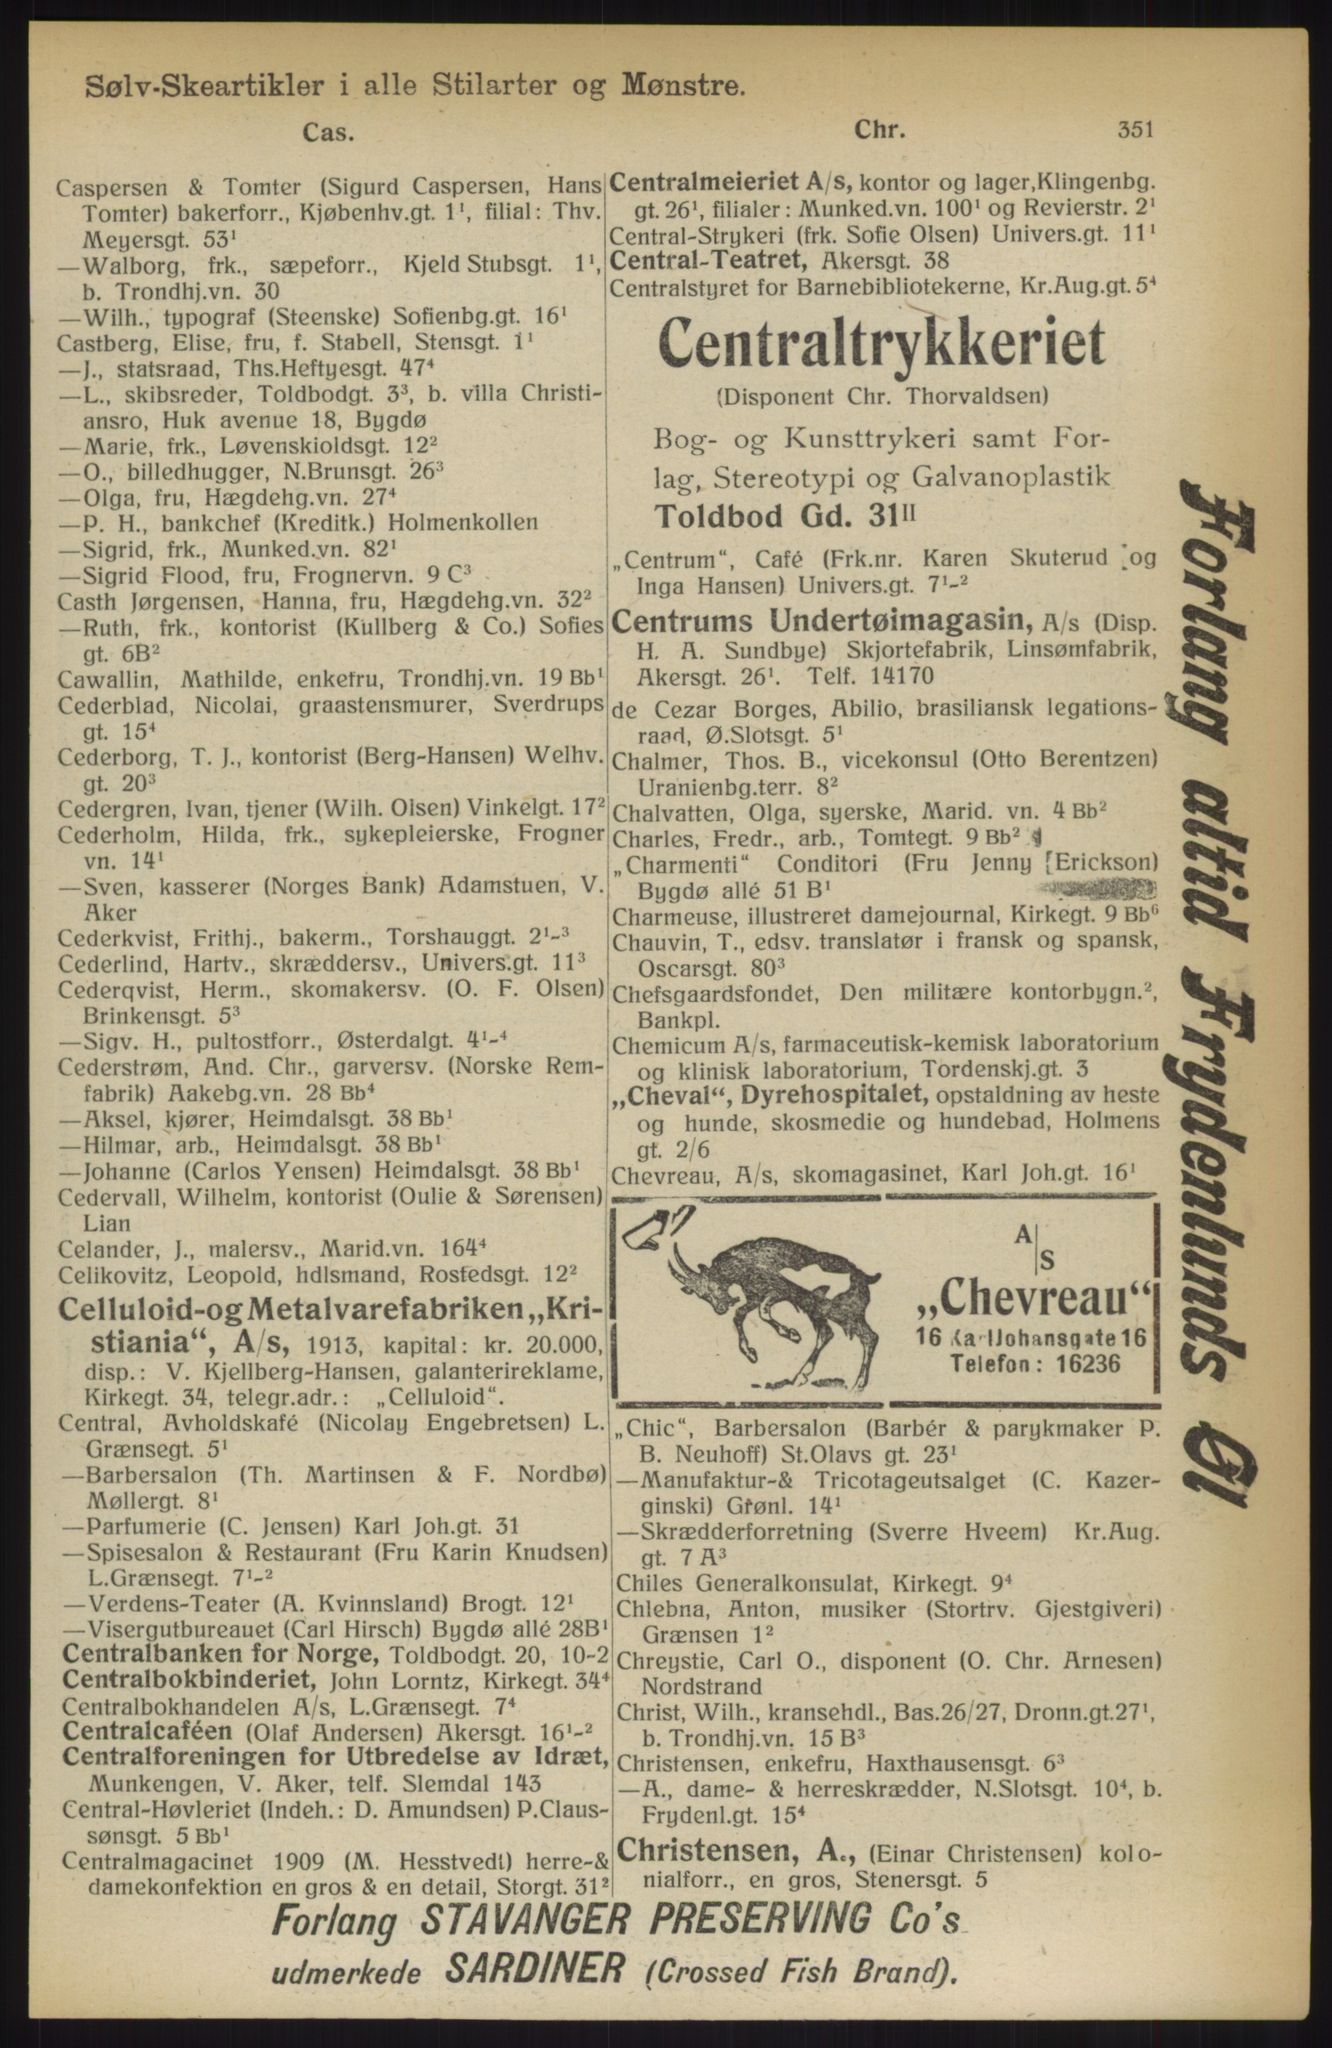 Sølv-Skeartikler i alle Stilarter og Mønstre.
Cas.
Chr.
351
Caspersen & Tomter (Sigurd Caspersen, Hans
Tomter) bakerforr., Kjøbenhv.gt. 1¹, filial: Thv.
Meyersgt. 53¹
—Walborg, frk., sæpeforr., Kjeld Stubsgt. 1¹,
b. Trondhj.vn. 30
—Wilh., typograf (Steenske) Sofienbg.gt. 16¹
Castberg, Elise, fru, f. Stabell, Stensgt. 1¹
—J., statsraad, Ths.Heftyesgt. 47⁴
—L., skibsreder, Toldbodgt. 3³, b. villa Christi-
ansro, Huk avenue 18, Bygdø
—Marie, frk., Løvenskioldsgt. 12²
—O., billedhugger, N.Brunsgt. 26³
—Olga, fru, Hægdehg.vn. 27⁴
—P. H., bankchef (Kreditk.) Holmenkollen
—Sigrid, frk., Munked.vn. 82¹
—Sigrid Flood, fru, Frognervn. 9 C³
Casth Jørgensen, Hanna, fru, Hægdehg.vn. 32²
—Ruth, frk., kontorist (Kullberg & Co.) Sofies
gt. 6B²
Cawallin, Mathilde, enkefru, Trondhj.vn. 19 Bb¹
Cederblad, Nicolai, graastensmurer, Sverdrups
gt. 15⁴
Cederborg, T. J., kontorist (Berg-Hansen) Welhv.
gt. 20³
Cedergren, Ivan, tjener (Wilh. Olsen) Vinkelgt. 17²
Cederholm, Hilda, frk., sykepleierske, Frogner
vn. 14¹
—Sven, kasserer (Norges Bank) Adamstuen, V.
Aker
Cederkvist, Frithj., bakerm., Torshauggt. 2¹-³
Cederlind, Hartv., skræddersv., Univers.gt. 11³
Cederqvist, Herm., skomakersv. (O. F. Olsen)
Brinkensgt. 5³
—Sigv. H., pultostforr., Østerdalgt. 4¹-⁴
Cederstrøm, And. Chr., garversv. (Norske Rem-
fabrik) Aakebg.vn. 28 Bb⁴
—Aksel, kjører, Heimdalsgt. 38 Bb¹
—Hilmar, arb., Heimdalsgt. 38 Bb¹
—Johanne (Carlos Yensen) Heimdalsgt. 38 Bb¹
Cedervall, Wilhelm, kontorist (Oulie & Sørensen)
Lian
Celander, J., malersv., Marid.vn. 164⁴
Celikovitz, Leopold, hdlsmand, Rostedsgt. 12²
Celluloid-og Metalvarefabriken „Kri-
stiania“, A/s, 1913, kapital: kr. 20.000,
disp.: V. Kjellberg-Hansen, galanterireklame,
Kirkegt. 34, telegr.adr.: „Celluloid“.
Central, Avholdskafé (Nicolay Engebretsen) L.
Grænsegt. 5¹
—Barbersalon (Th. Martinsen & F. Nordbø)
Møllergt. 8¹
—Parfumerie (C. Jensen) Karl Joh.gt. 31
—Spisesalon & Restaurant (Fru Karin Knudsen)
L.Grænsegt. 7¹-²
—Verdens-Teater (A. Kvinnsland) Brogt. 12¹
—Visergutbureauet (Carl Hirsch) Bygdø allé 28B¹
Centralbanken for Norge, Toldbodgt. 20, 10-2
Centralbokbinderiet, John Lorntz, Kirkegt. 34⁴
Centralbokhandelen A/s, L.Grænsegt. 7⁴
Centralcaféen (Olaf Andersen) Akersgt. 16¹-²
Centralforeningen for Utbredelse av Idræt,
Munkengen, V. Aker, telf. Slemdal 143
Central-Høvleriet (Indeh.: D. Amundsen) P.Claus-
sønsgt. 5 Bb¹
Centralmagacinet 1909 (M. Hesstvedt) herre-&
damekonfektion en gros & en detail, Storgt. 31²
Centralmeieriet A/s, kontor og lager,Klingenbg.
gt. 26¹, filialer: Munked.vn. 100¹ og Revierstr. 2¹
Central-Strykeri (frk. Sofie Olsen) Univers.gt. 11¹
Central-Teatret, Akersgt. 38
Centralstyret for Barnebibliotekerne, Kr.Aug.gt. 5⁴
Centraltrykkeriet
(Disponent Chr. Thorvaldsen)
Bog- og Kunsttrykeri samt For-
lag, Stereotypi og Galvanoplastik
Toldbod Gd. 31II
„Centrum“, Café (Frk.nr. Karen Skuterud og
Inga Hansen) Univers.gt. 7¹-²
Centrums Undertøimagasin, A/s (Disp.
H. A. Sundbye) Skjortefabrik, Linsømfabrik,
Akersgt. 26¹. Telf. 14170
de Cezar Borges, Abilio, brasiliansk legations-
raad, Ø.Slotsgt. 5¹
Chalmer, Thos. B., vicekonsul (Otto Berentzen)
Uranienbg.terr. 8²
Chalvatten, Olga, syerske, Marid. vn. 4 Bb²
Charles, Fredr., arb., Tomtegt. 9 Bb²
„Charmenti“ Conditori (Fru Jenny [Erickson)
Bygdø allé 51 B¹
Charmeuse, illustreret damejournal, Kirkegt. 9 Bb⁶
Chauvin, T., edsv. translatør i fransk og spansk,
Oscarsgt. 80³
Chefsgaardsfondet, Den militære kontorbygn.²,
Bankpl.
Chemicum A/s, farmaceutisk-kemisk laboratorium
og klinisk laboratorium, Tordenskj.gt. 3
„Cheval“, Dyrehospitalet, opstaldning av heste
og hunde, skosmedie og hundebad, Holmens
gt. 2/6
Chevreau, A/s, skomagasinet, Karl Joh.gt. 16¹
A/S
„Chevreau“
16 Karl Johansgate 16
Telefon: 16236
„Chic“, Barbersalon (Barbér & parykmaker P.
B. Neuhoff) St.Olavs gt. 23¹
—Manufaktur-& Tricotageutsalget (C. Kazer-
ginski) Grønl. 14¹
—Skrædderforretning (Sverre Hveem) Kr.Aug.
gt. 7 A³
Chiles Generalkonsulat, Kirkegt. 9⁴
Chlebna, Anton, musiker (Stortrv. Gjestgiveri)
Grænsen 1²
Chreystie, Carl O., disponent (O. Chr. Arnesen)
Nordstrand
Christ, Wilh., kransehdl., Bas.26/27, Dronn.gt.27¹,
b. Trondhj.vn. 15 B³
Christensen, enkefru, Haxthausensgt. 6³
—A., dame- & herreskrædder, N.Slotsgt. 10⁴, b.
Frydenl.gt. 15⁴
Christensen, A., (Einar Christensen) kolo-
nialforr., en gros, Stenersgt. 5
Forlang altid Frydenlunds Øl
Forlang STAVANGER PRESERVING Co's
udmerkede SARDINER (Crossed Fish Brand).